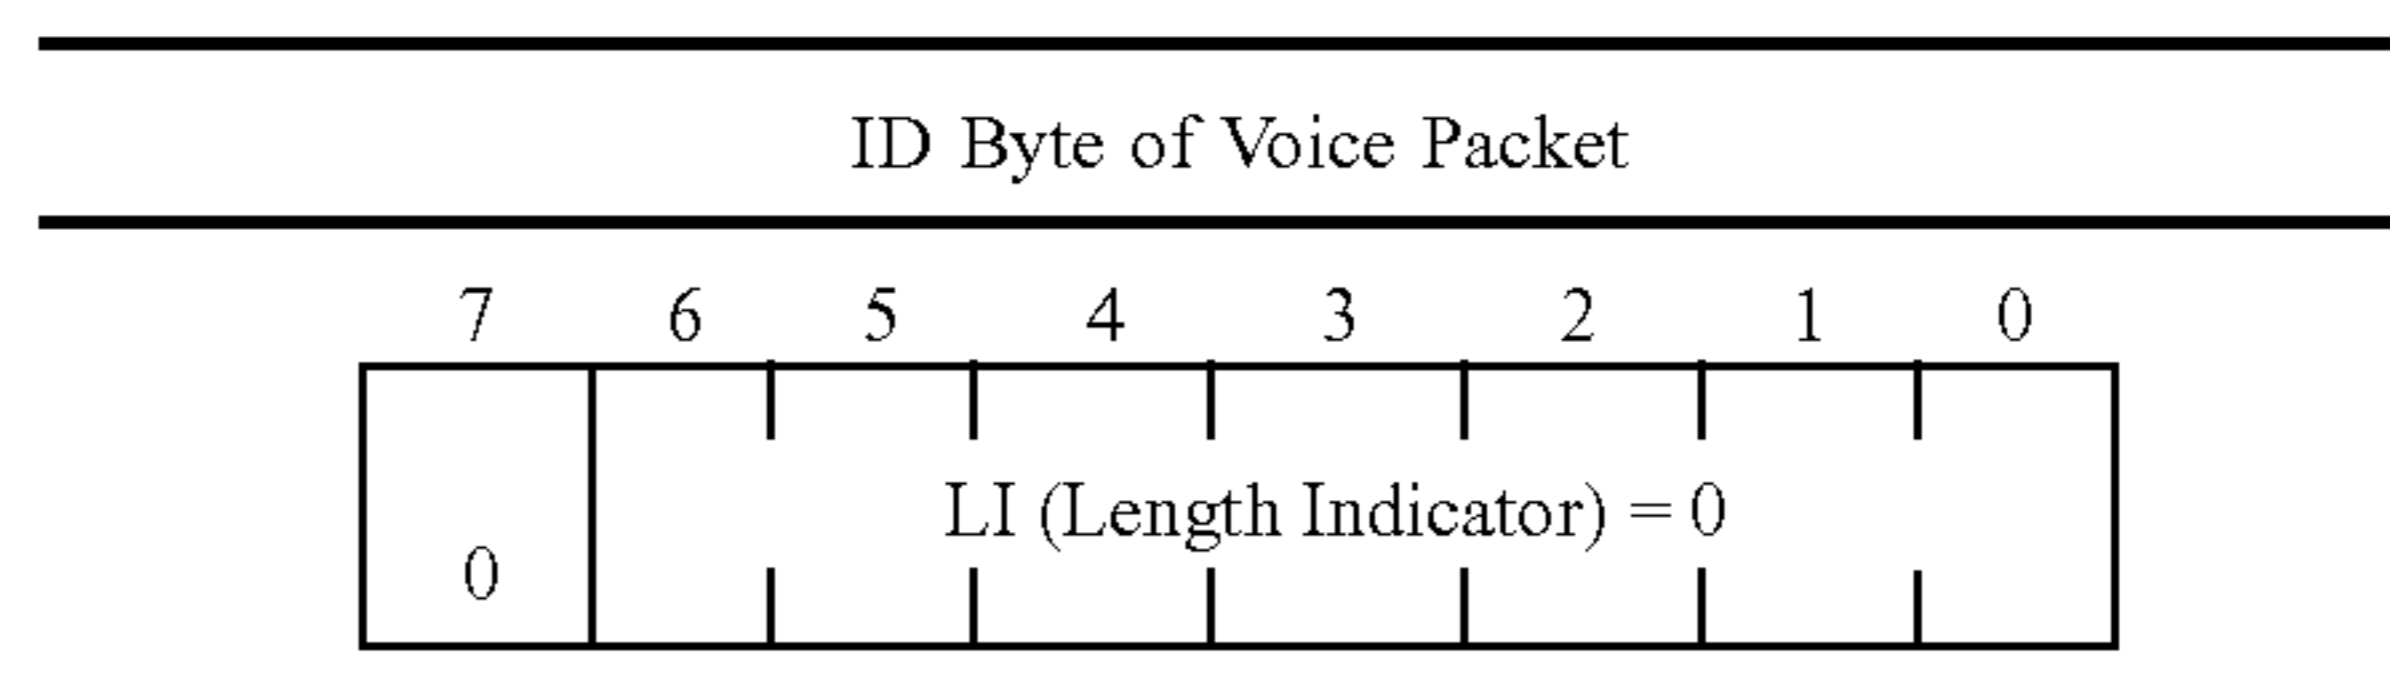 ID Byte of Voice Packet
7 6 5 4 3 2 1 0
LI (Length Indicator) = 0
0